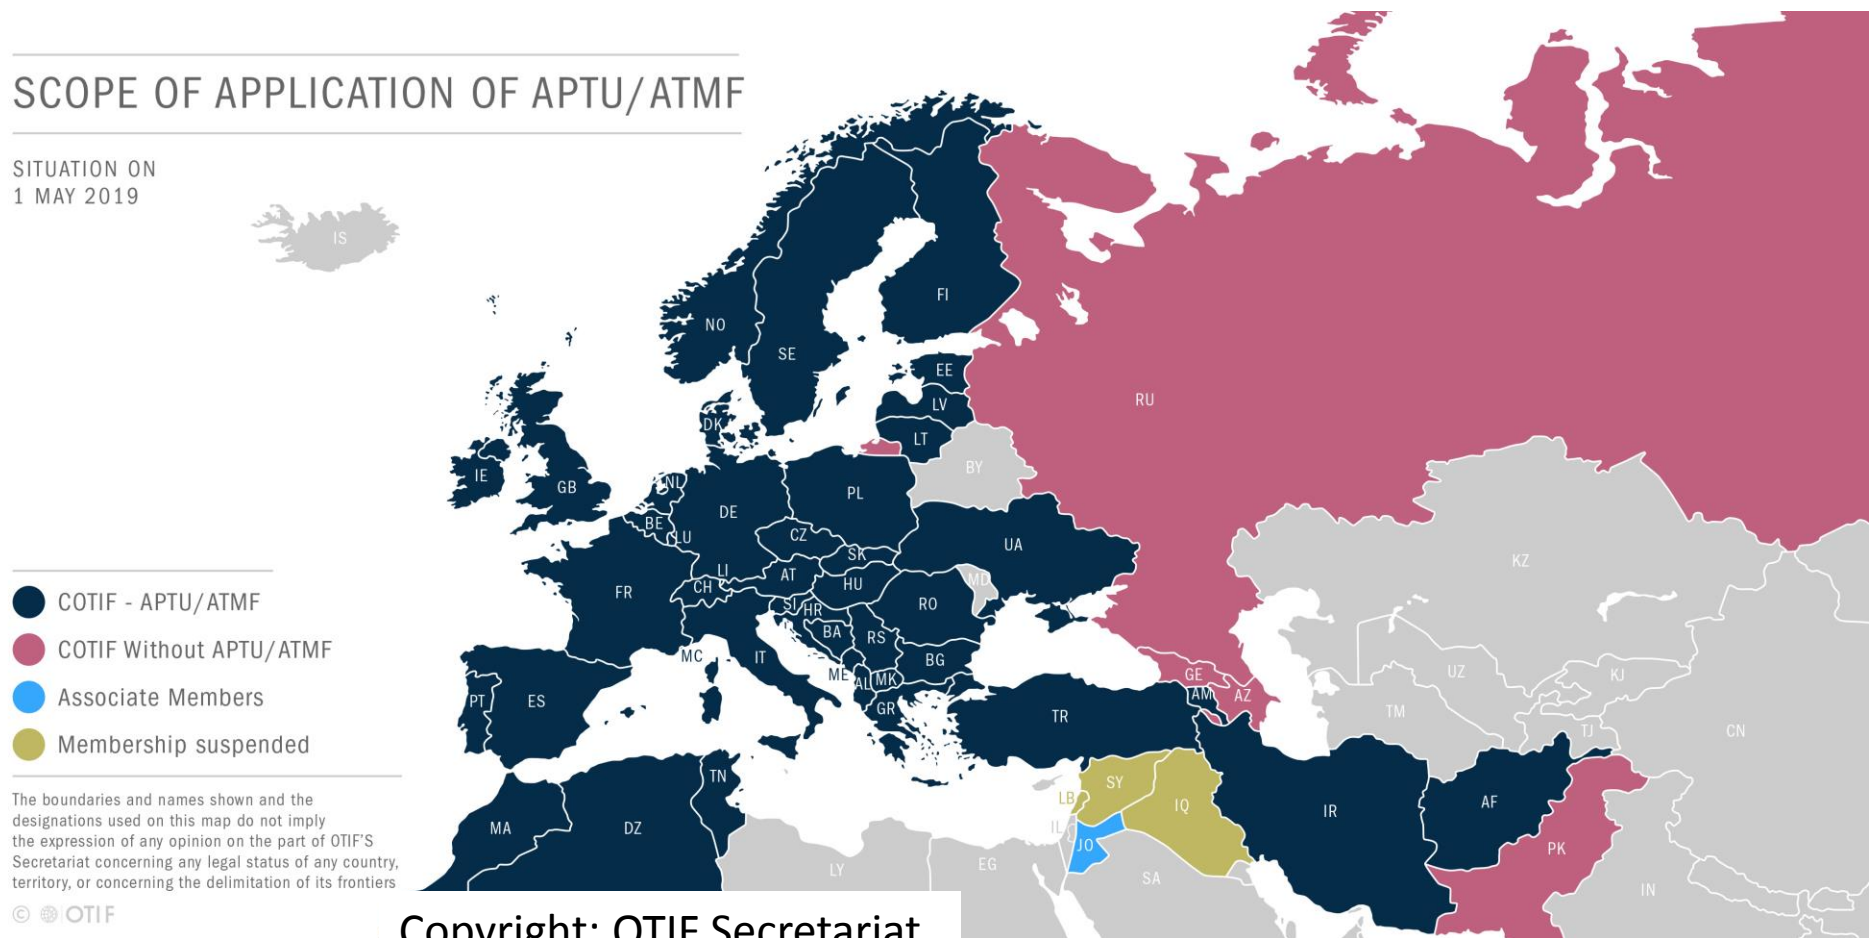 SCOPE OF APPLICATION OF APTU/ATMF
SITUATION ON
1 MAY 2019
IS
NO
SE
FI
EE
LV
LT
DK
RU
BY
IE
GB
NL
BE
LU
DE
PL
CZ
SK
UA
KZ
FR
LI
CH
AT
HU
MD
RO
SI
HR
BA
RS
BG
MC
IT
ME
AL
MK
GR
PT
ES
GE
AM
AZ
TR
UZ
KJ
TM
TJ
CN
TN
MA
DZ
LB
SY
IQ
IL
JO
IR
AF
PK
LY
EG
SA
IN
COTIF - APTU/ATMF
COTIF Without APTU/ATMF
Associate Members
Membership suspended
The boundaries and names shown and the
designations used on this map do not imply
the expression of any opinion on the part of OTIF'S
Secretariat concerning any legal status of any country,
territory, or concerning the delimitation of its frontiers
© OTIF
Copyright: OTIF Secretariat